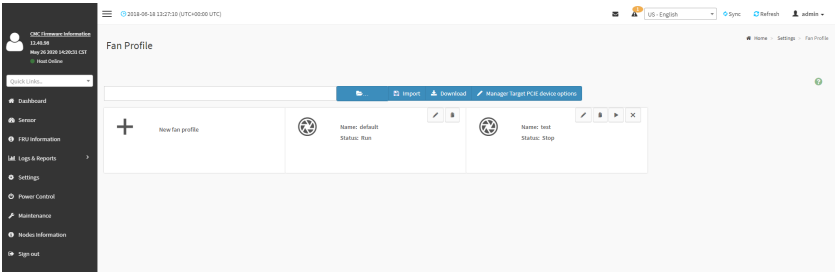 2018-06-18 13:27:10 (UTC+00:00 UTC)
US - English
Sync
Refresh
admin
CMC Firmware Information
12.49.08
May 26 2020 14:20:31 CST
Host Online
Quick Links..
Dashboard
Sensor
FRU Information
Logs & Reports
Settings
Power Control
Maintenance
Nodes Information
Sign out
Fan Profile
Home
Settings
Fan Profile
...
Import
Download
Manager Target PCIE device options
New fan profile
Name: default
Status: Run
Name: test
Status: Stop